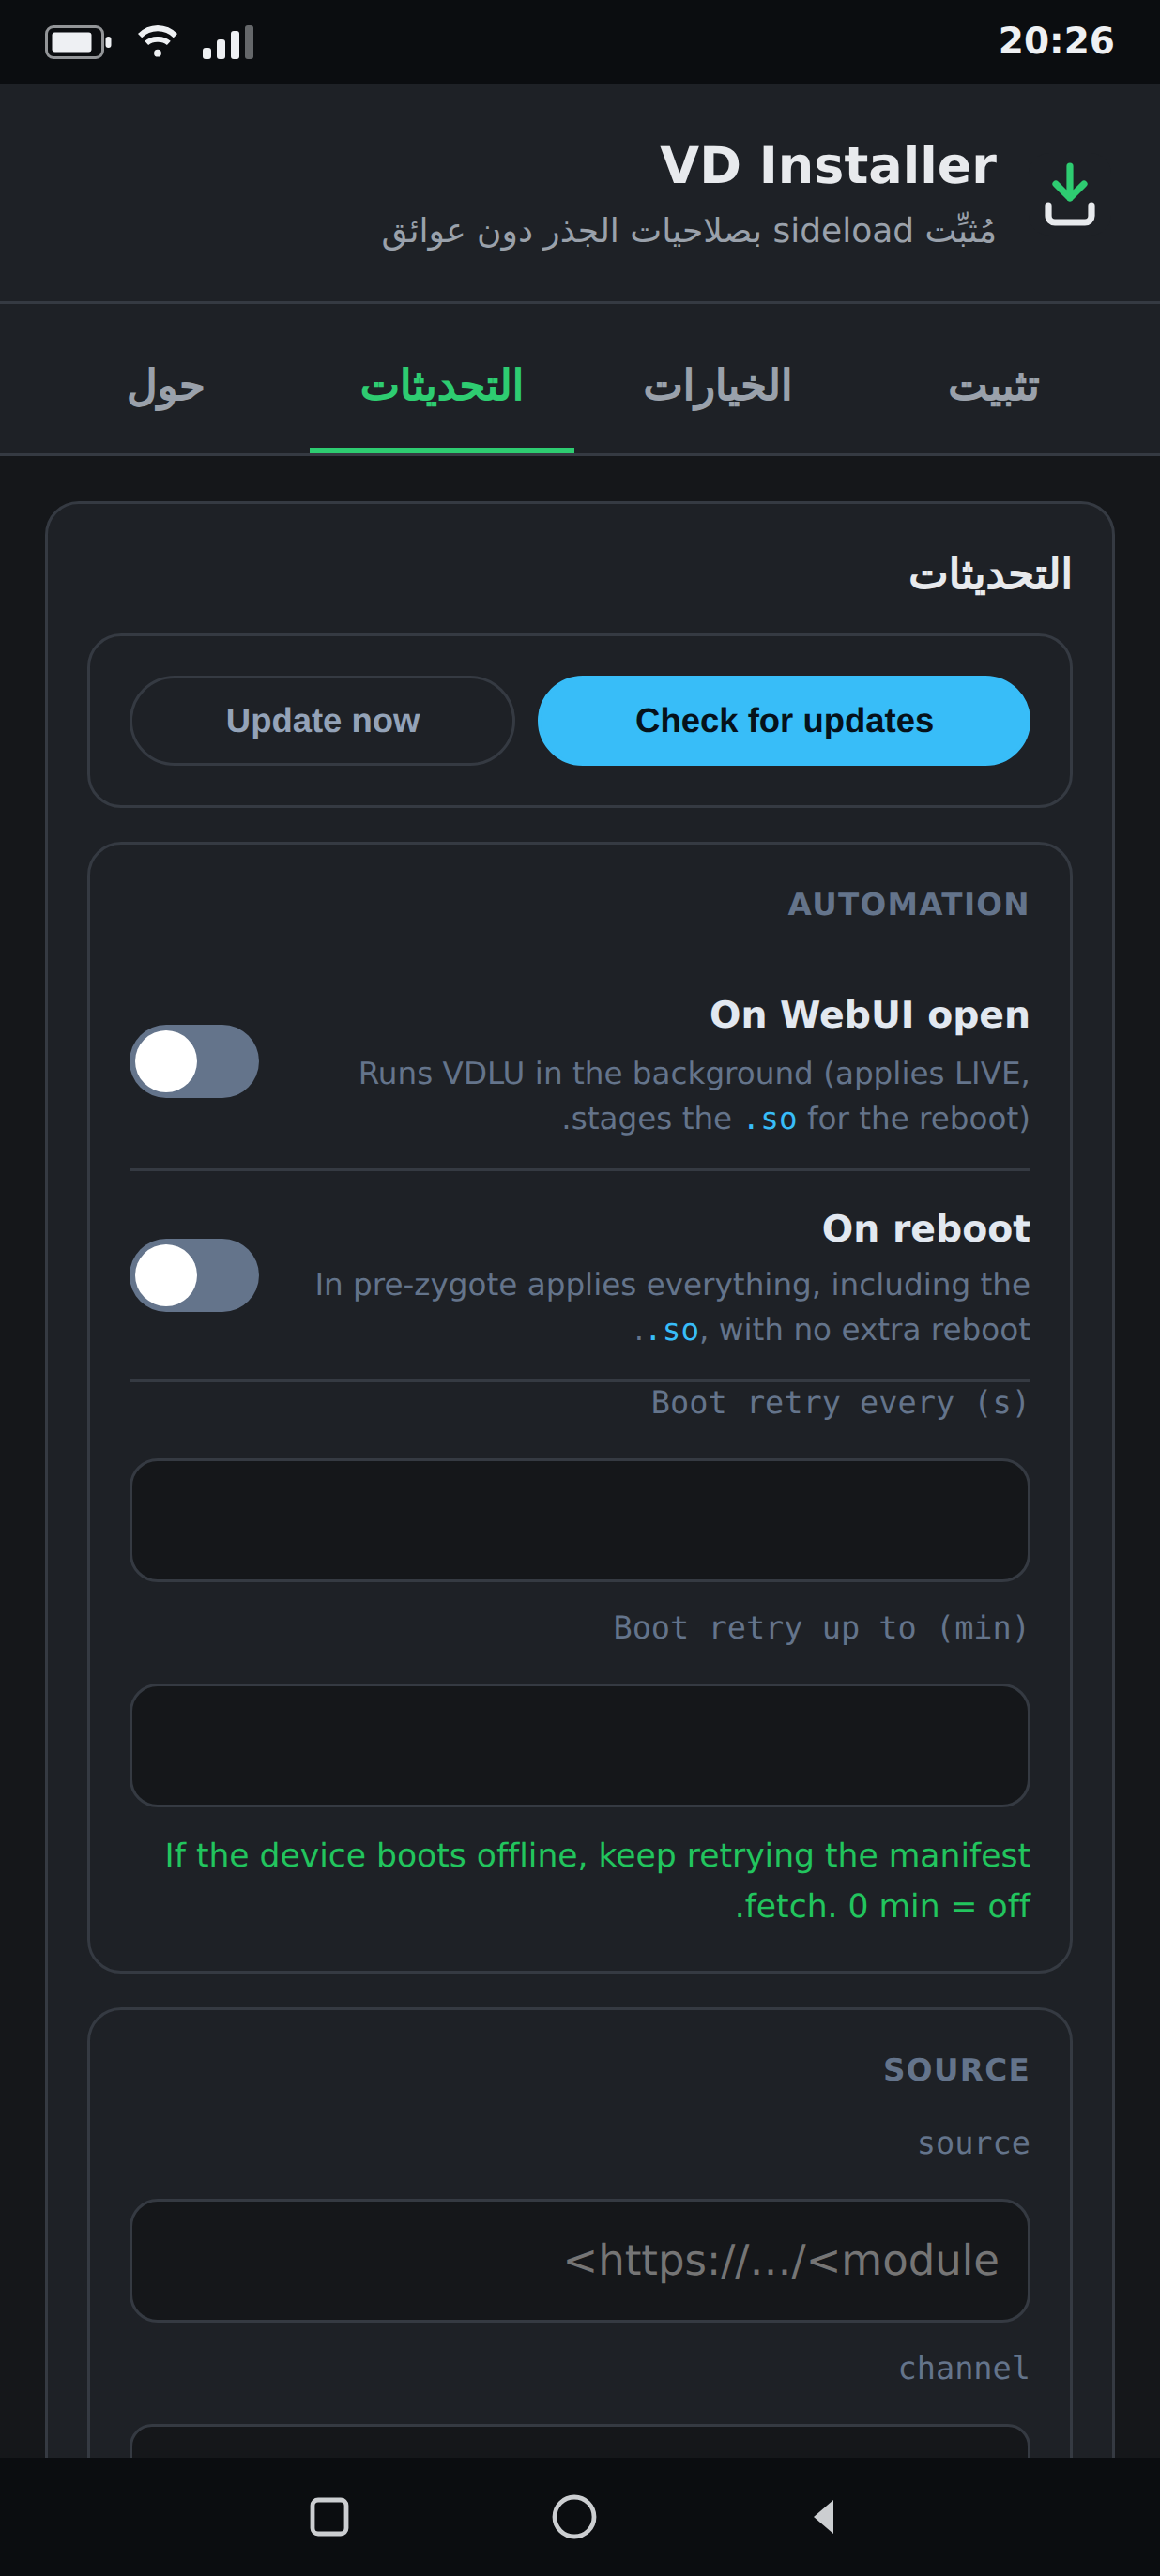 20:26
VD Installer
مُثبِّت sideload بصلاحيات الجذر دون عوائق
تثبيت
الخيارات
التحديثات
حول
التحديثات
Check for updates
Update now
AUTOMATION
On WebUI open
Runs VDLU in the background (applies LIVE,
stages the .so for the reboot).
On reboot
In pre-zygote applies everything, including the
.so, with no extra reboot.
Boot retry every (s)
Boot retry up to (min)
If the device boots offline, keep retrying the manifest
fetch. 0 min = off.
SOURCE
source
https://…/<module>
channel